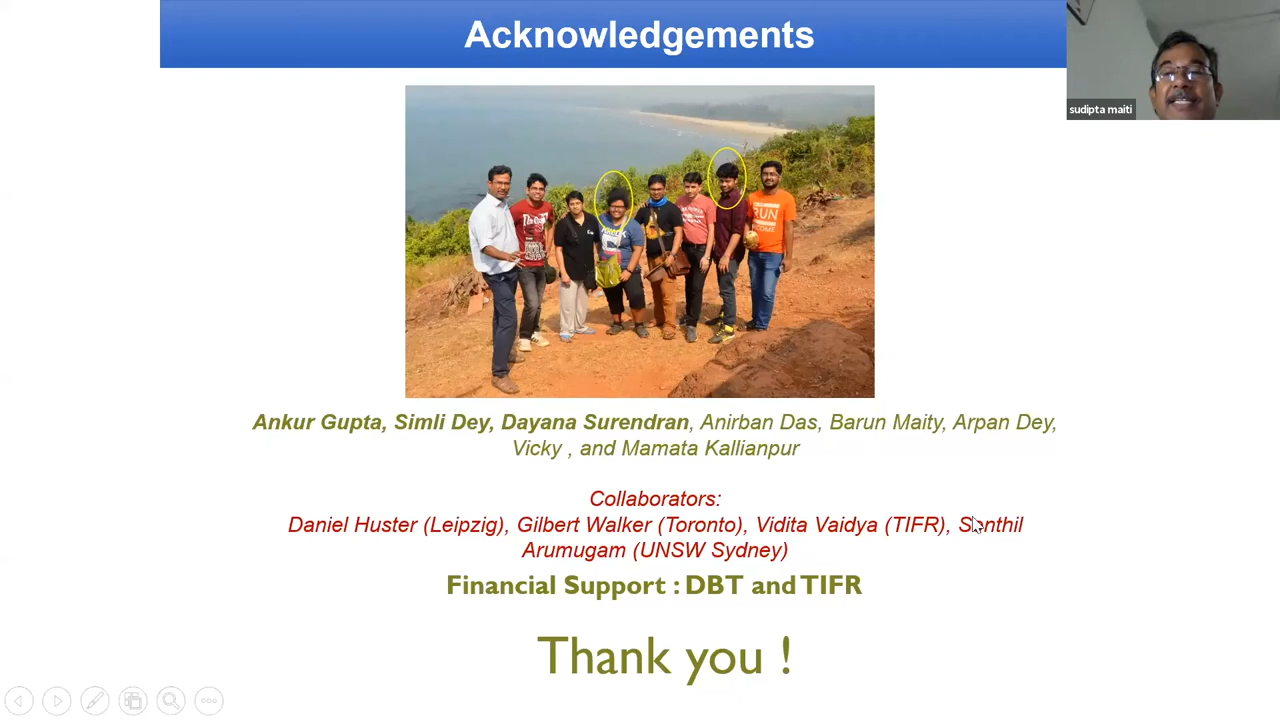 Acknowledgements
sudipta maiti
RUN
Ankur Gupta, Simli Dey, Dayana Surendran, Anirban Das, Barun Maity, Arpan Dey,
Vicky , and Mamata Kallianpur
Collaborators:
Daniel Huster (Leipzig), Gilbert Walker (Toronto), Vidita Vaidya (TIFR), Senthil
Arumugam (UNSW Sydney)
Financial Support : DBT and TIFR
Thank you !